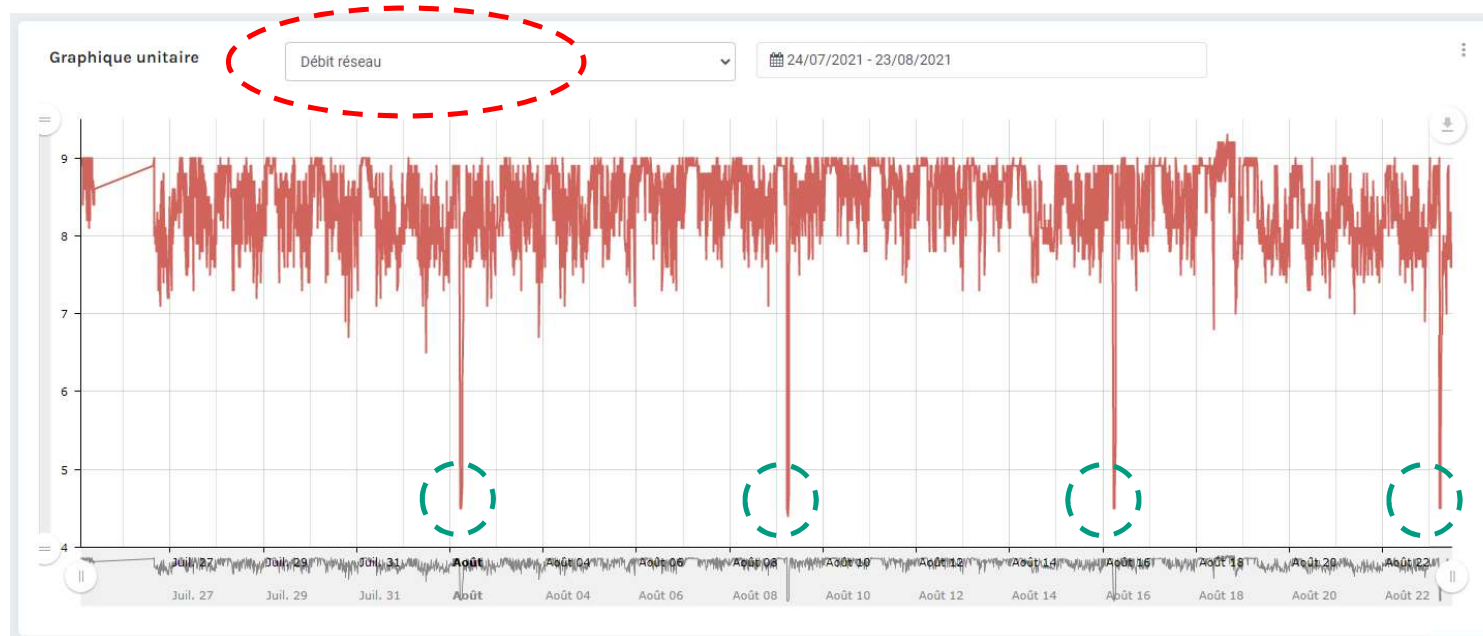 Graphique unitaire
Débit réseau
24/07/2021 - 23/08/2021
9
8
7
6
5
4
Juil. 27 Juil. 29 Juil. 31 Août Août 04 Août 06 Août 08 Août 10 Août 12 Août 14 Août 16 Août 18 Août 20 Août 22
Juil. 27 Juil. 29 Juil. 31 Août Août 04 Août 06 Août 08 Août 10 Août 12 Août 14 Août 16 Août 18 Août 20 Août 22